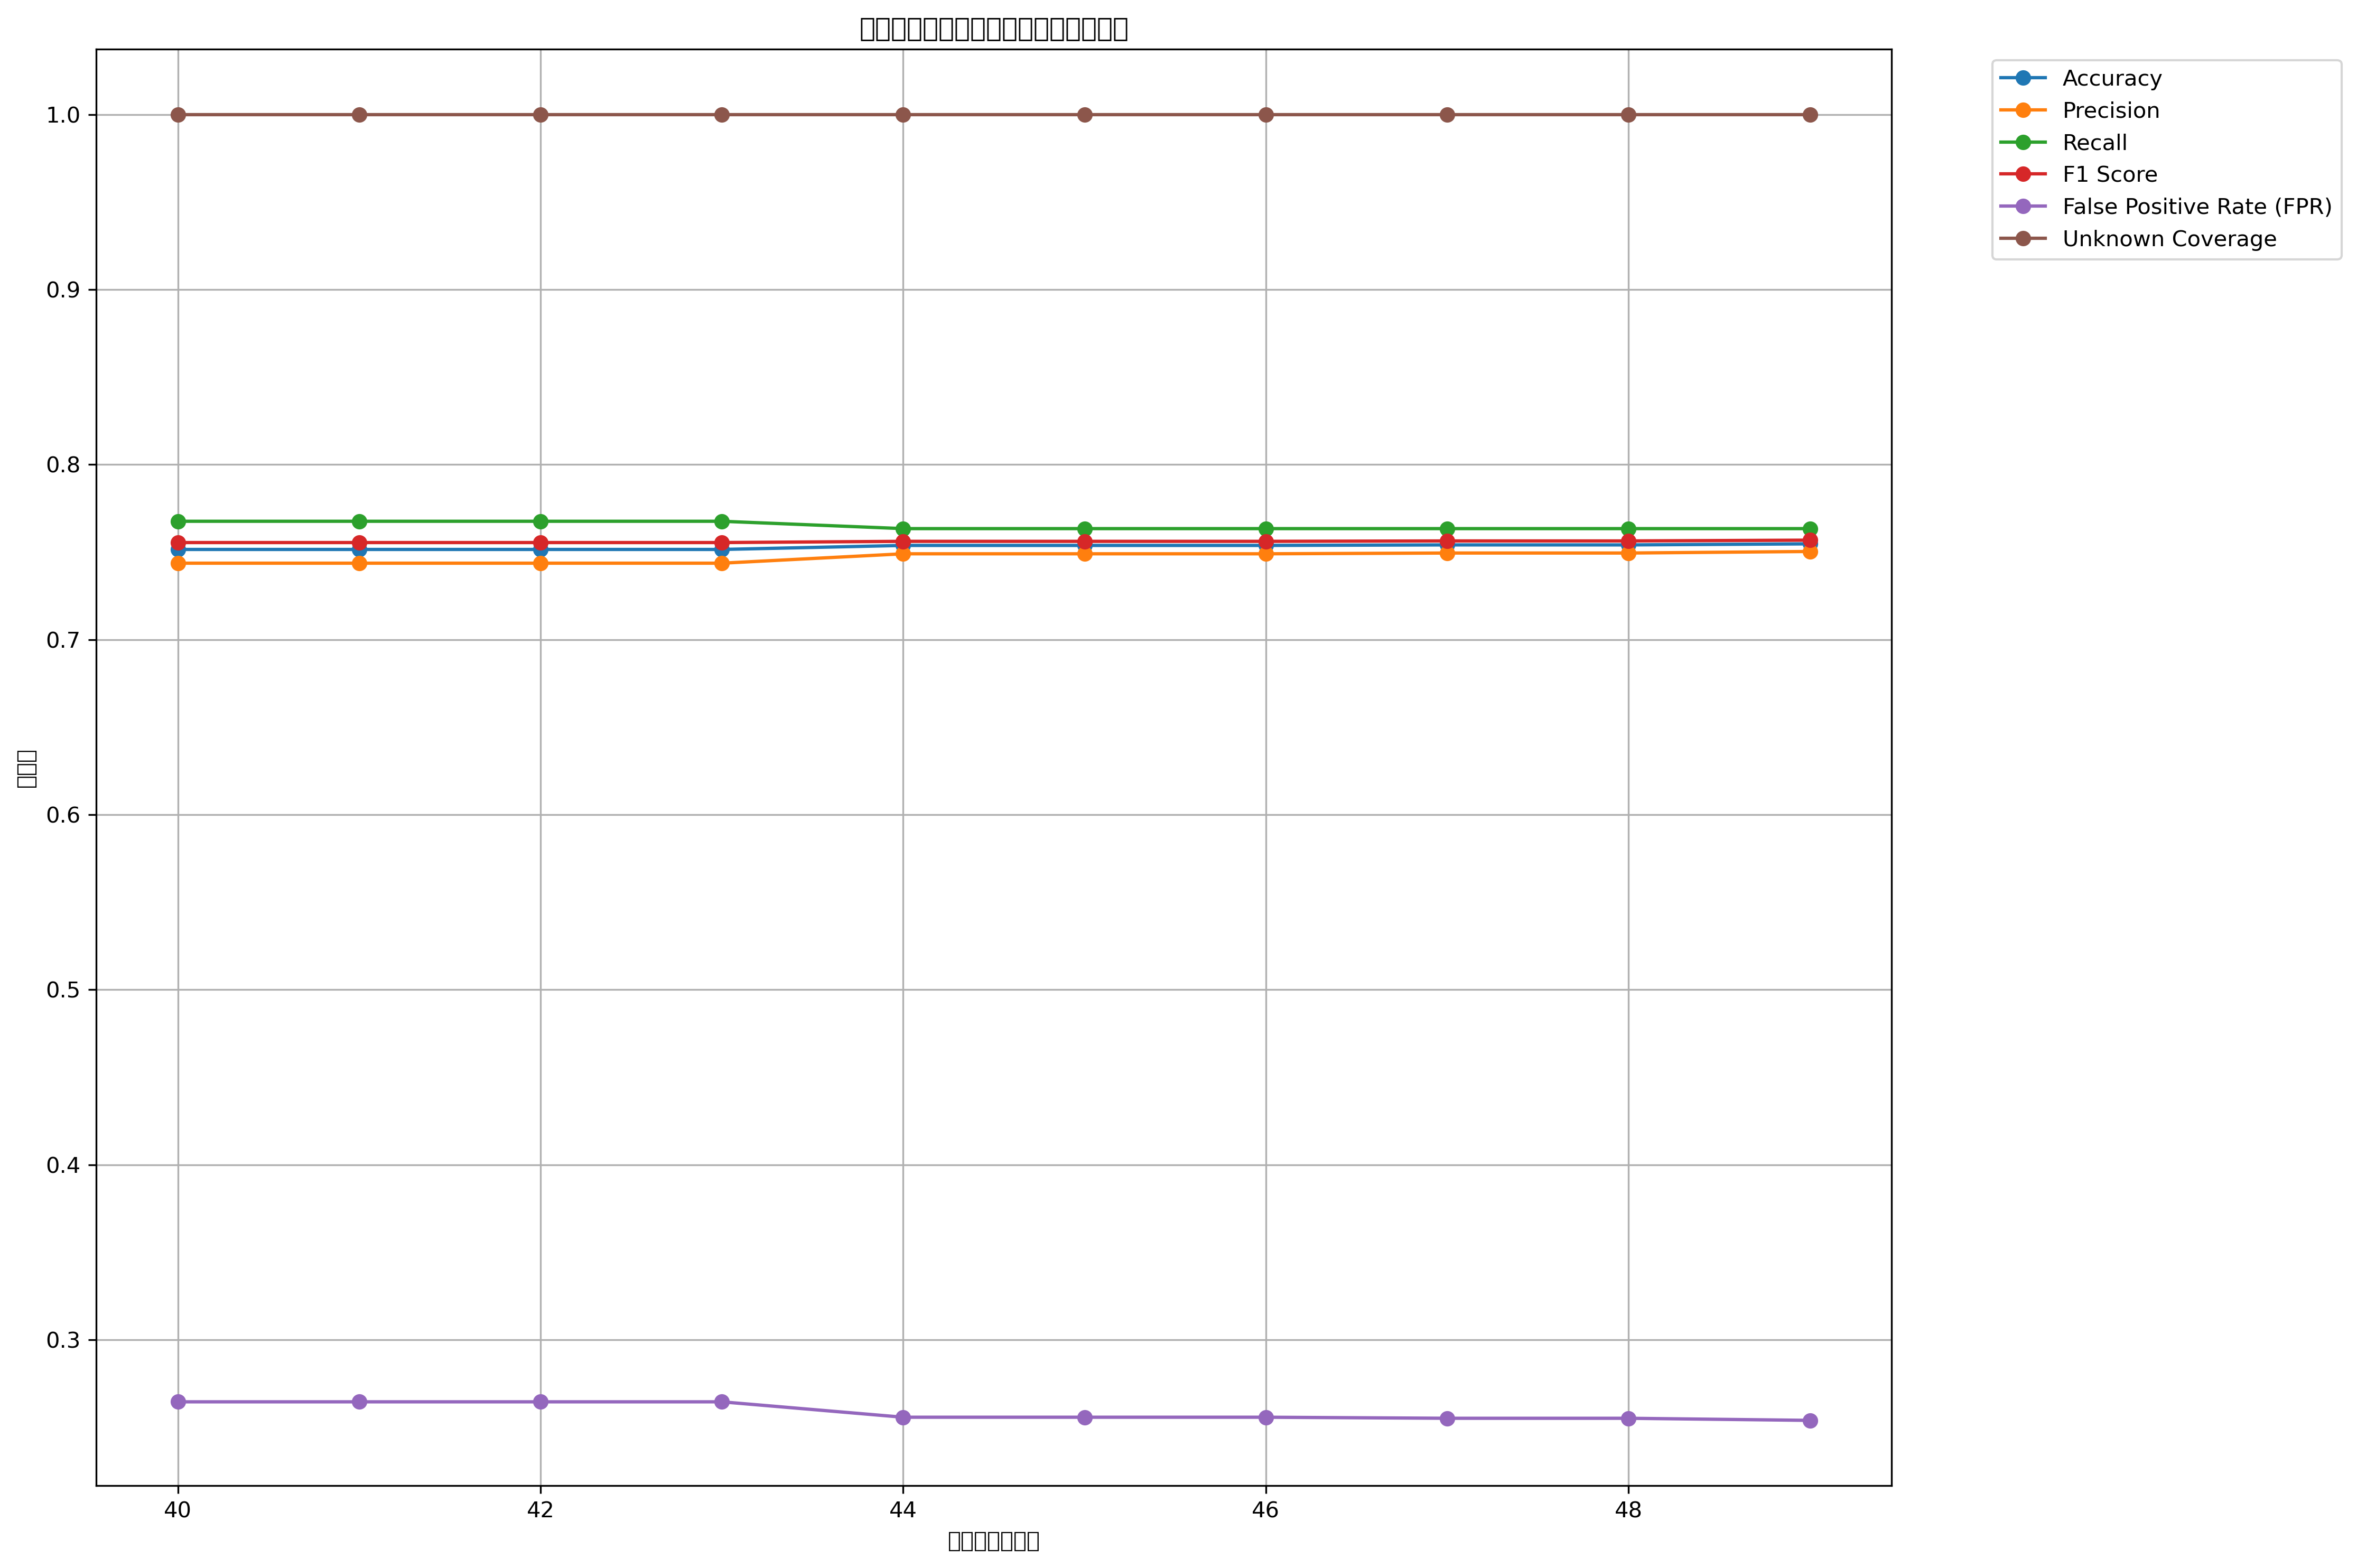 1.0
0.9
0.8
0.7
0.6
0.5
0.4
0.3
40 42 44 46 48
Accuracy
Precision
Recall
F1 Score
False Positive Rate (FPR)
Unknown Coverage